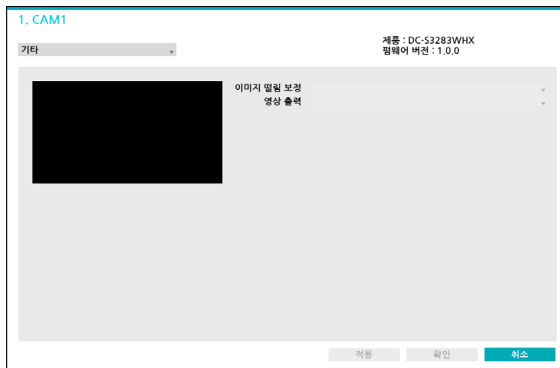 1. CAM1
제품 : DC-S3283WHX
기타
펌웨어 버전 : 1.0.0
이미지 떨림 보정
영상 출력
적용 확인 취소